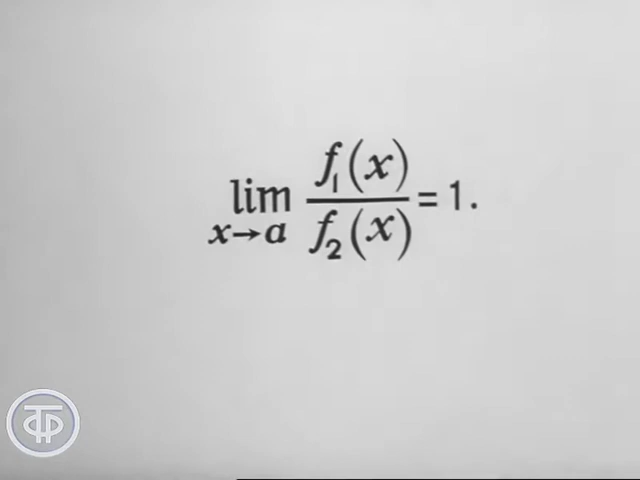 lim f₁(x) / f₂(x) = 1.
x→a